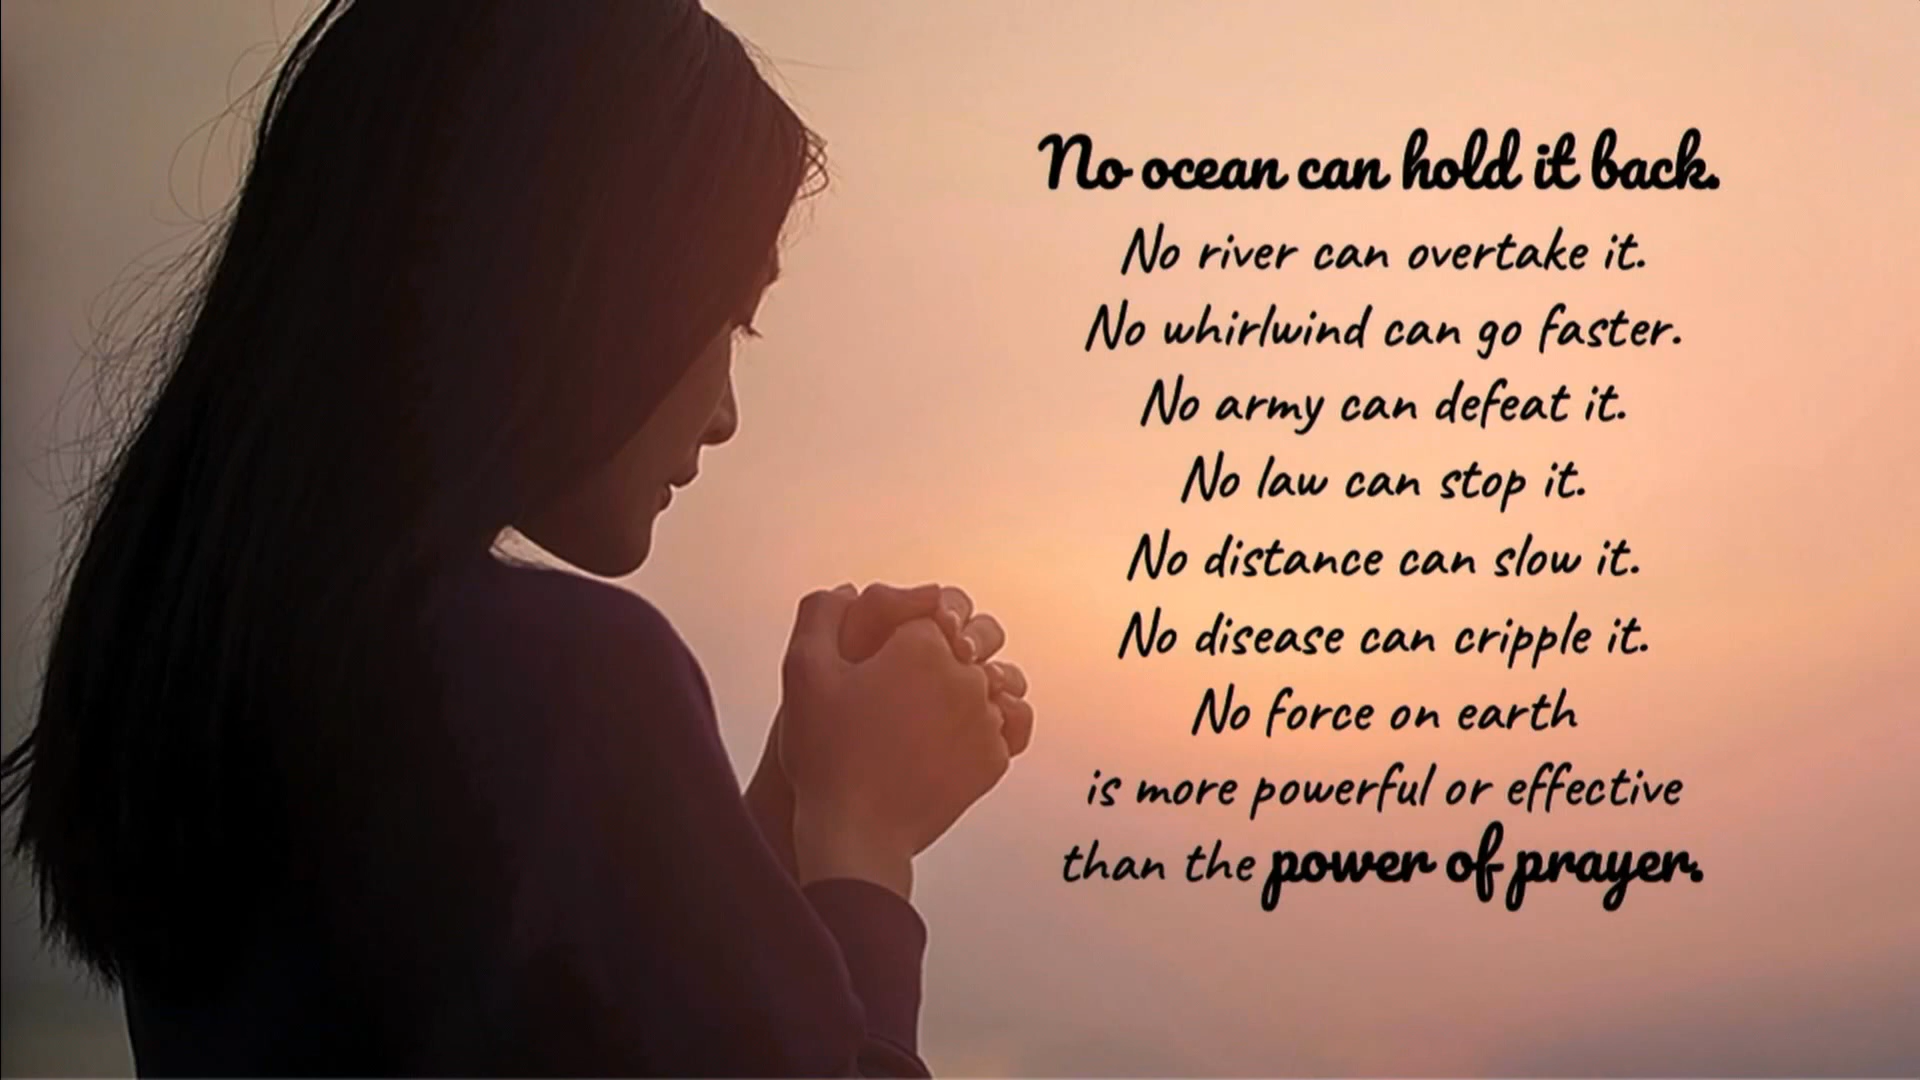 No ocean can hold it back.
No river can overtake it.
No whirlwind can go faster.
No army can defeat it.
No law can stop it.
No distance can slow it.
No disease can cripple it.
No force on earth
is more powerful or effective
than the power of prayer.